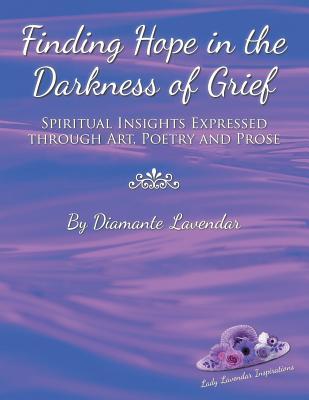 Finding Hope in the
Darkness of Grief
Spiritual Insights Expressed
through Art, Poetry and Prose
By Diamante Lavendar
Lady Lavendar Inspirations